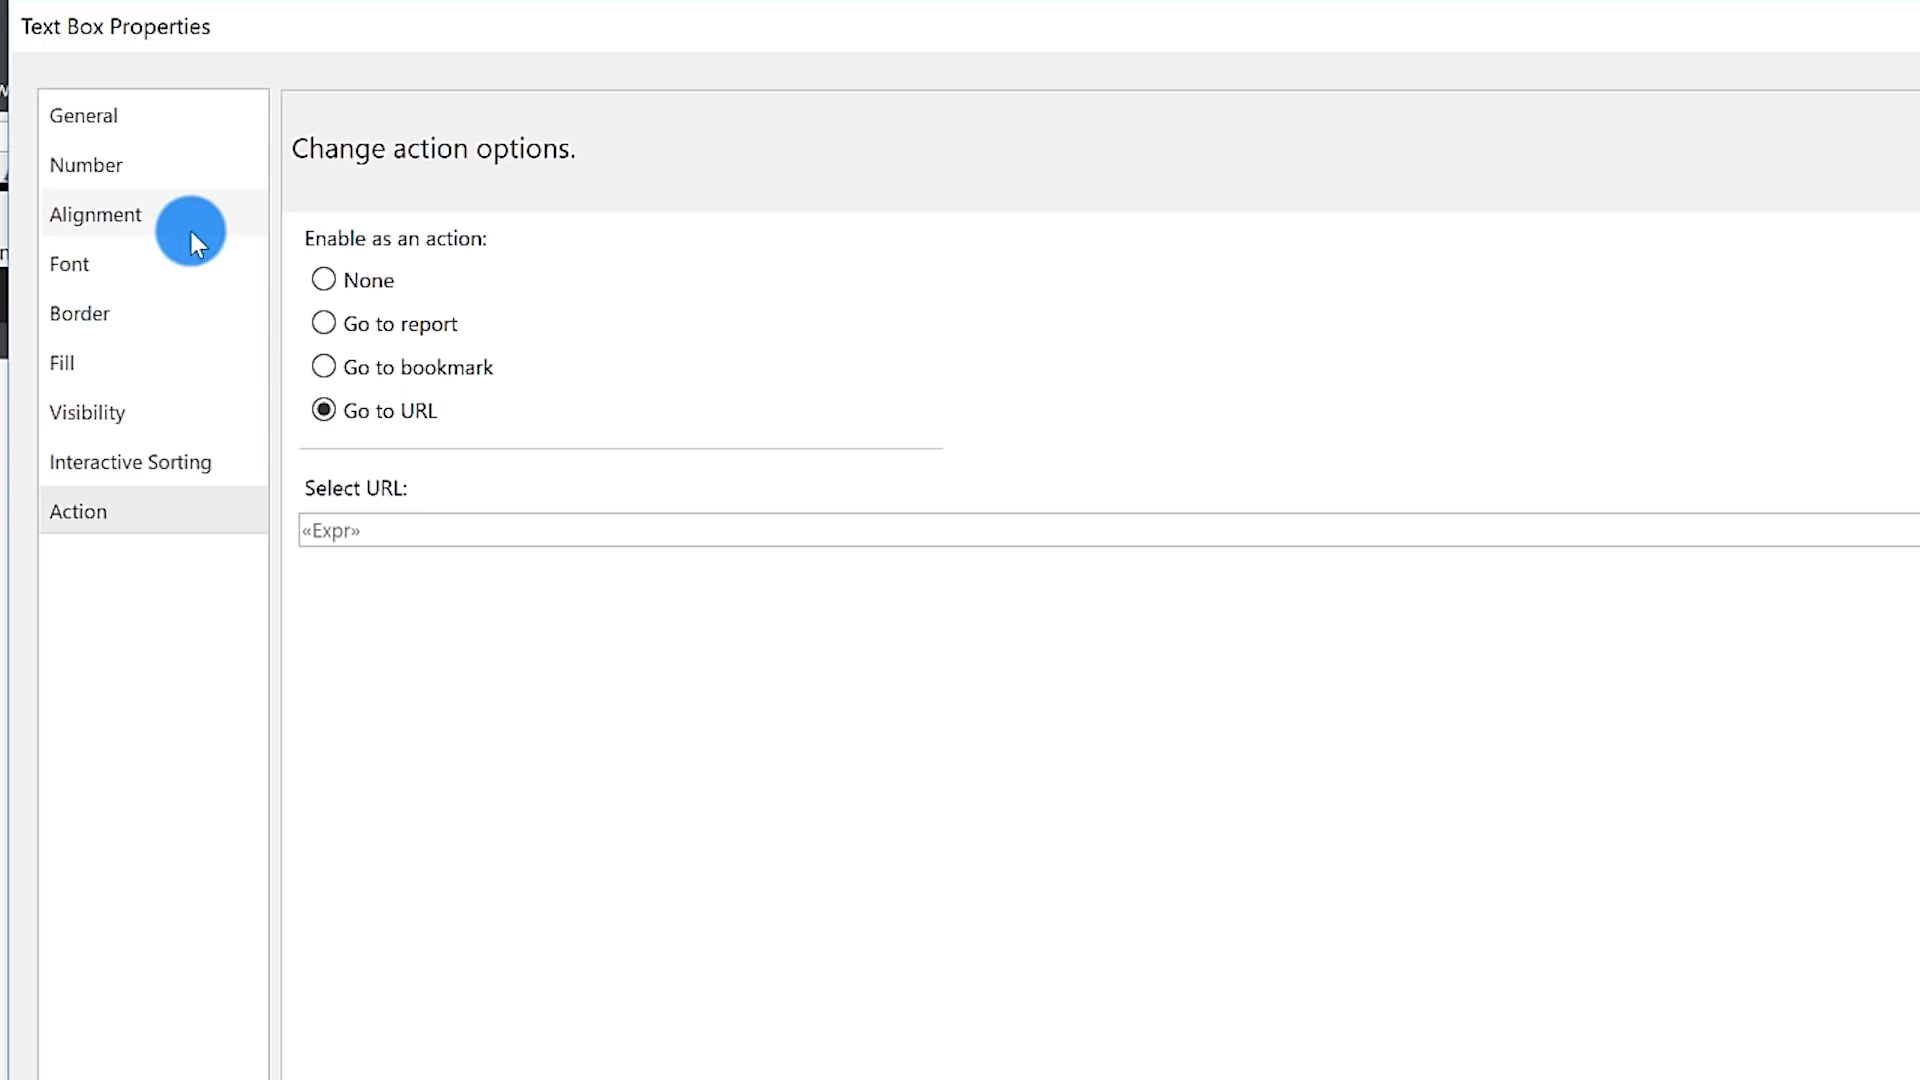 Text Box Properties
General
Number
Alignment
Font
Border
Fill
Visibility
Interactive Sorting
Action
Change action options.
Enable as an action:
None
Go to report
Go to bookmark
Go to URL
Select URL:
«Expr»